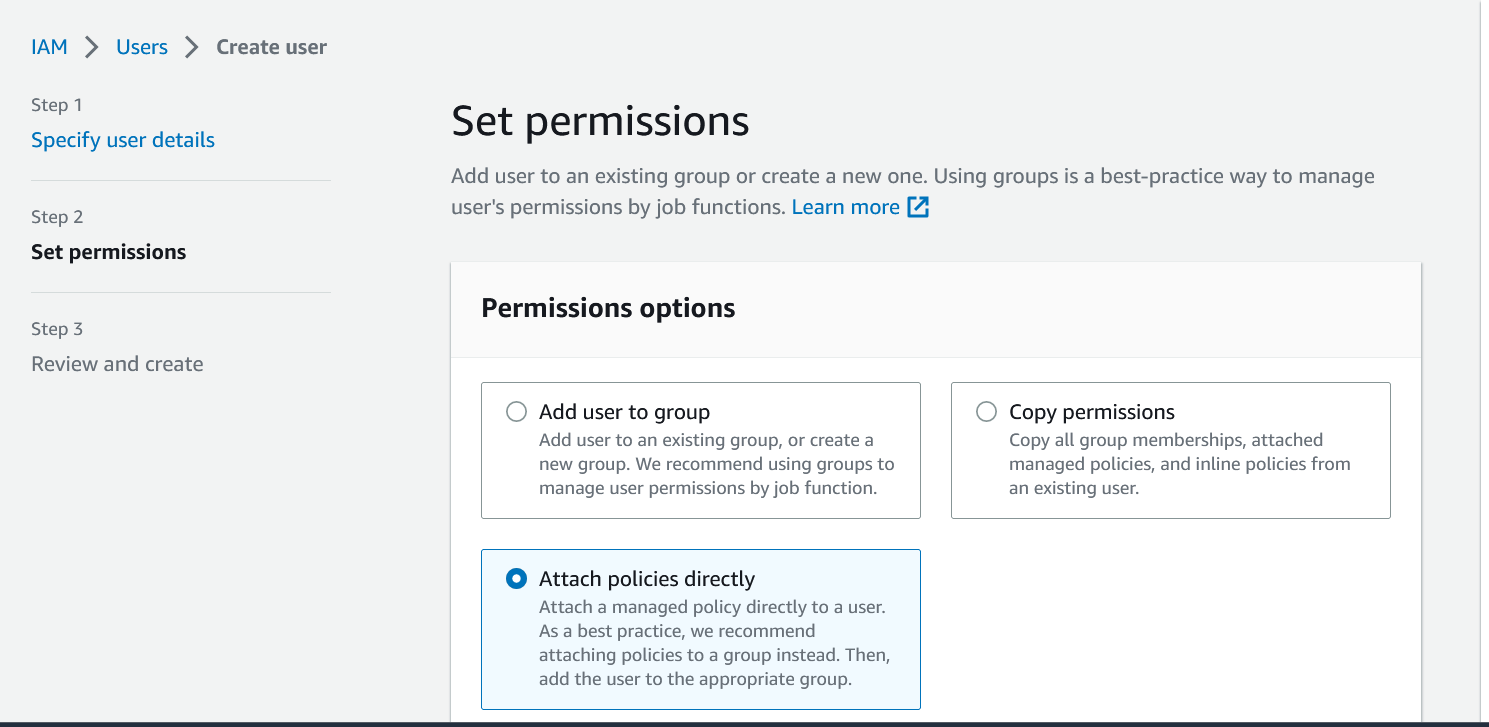 IAM > Users > Create user
Step 1
Specify user details
Step 2
Set permissions
Step 3
Review and create
Set permissions
Add user to an existing group or create a new one. Using groups is a best-practice way to manage
user's permissions by job functions. Learn more
Permissions options
Add user to group
Add user to an existing group, or create a
new group. We recommend using groups to
manage user permissions by job function.
Copy permissions
Copy all group memberships, attached
managed policies, and inline policies from
an existing user.
Attach policies directly
Attach a managed policy directly to a user.
As a best practice, we recommend
attaching policies to a group instead. Then,
add the user to the appropriate group.